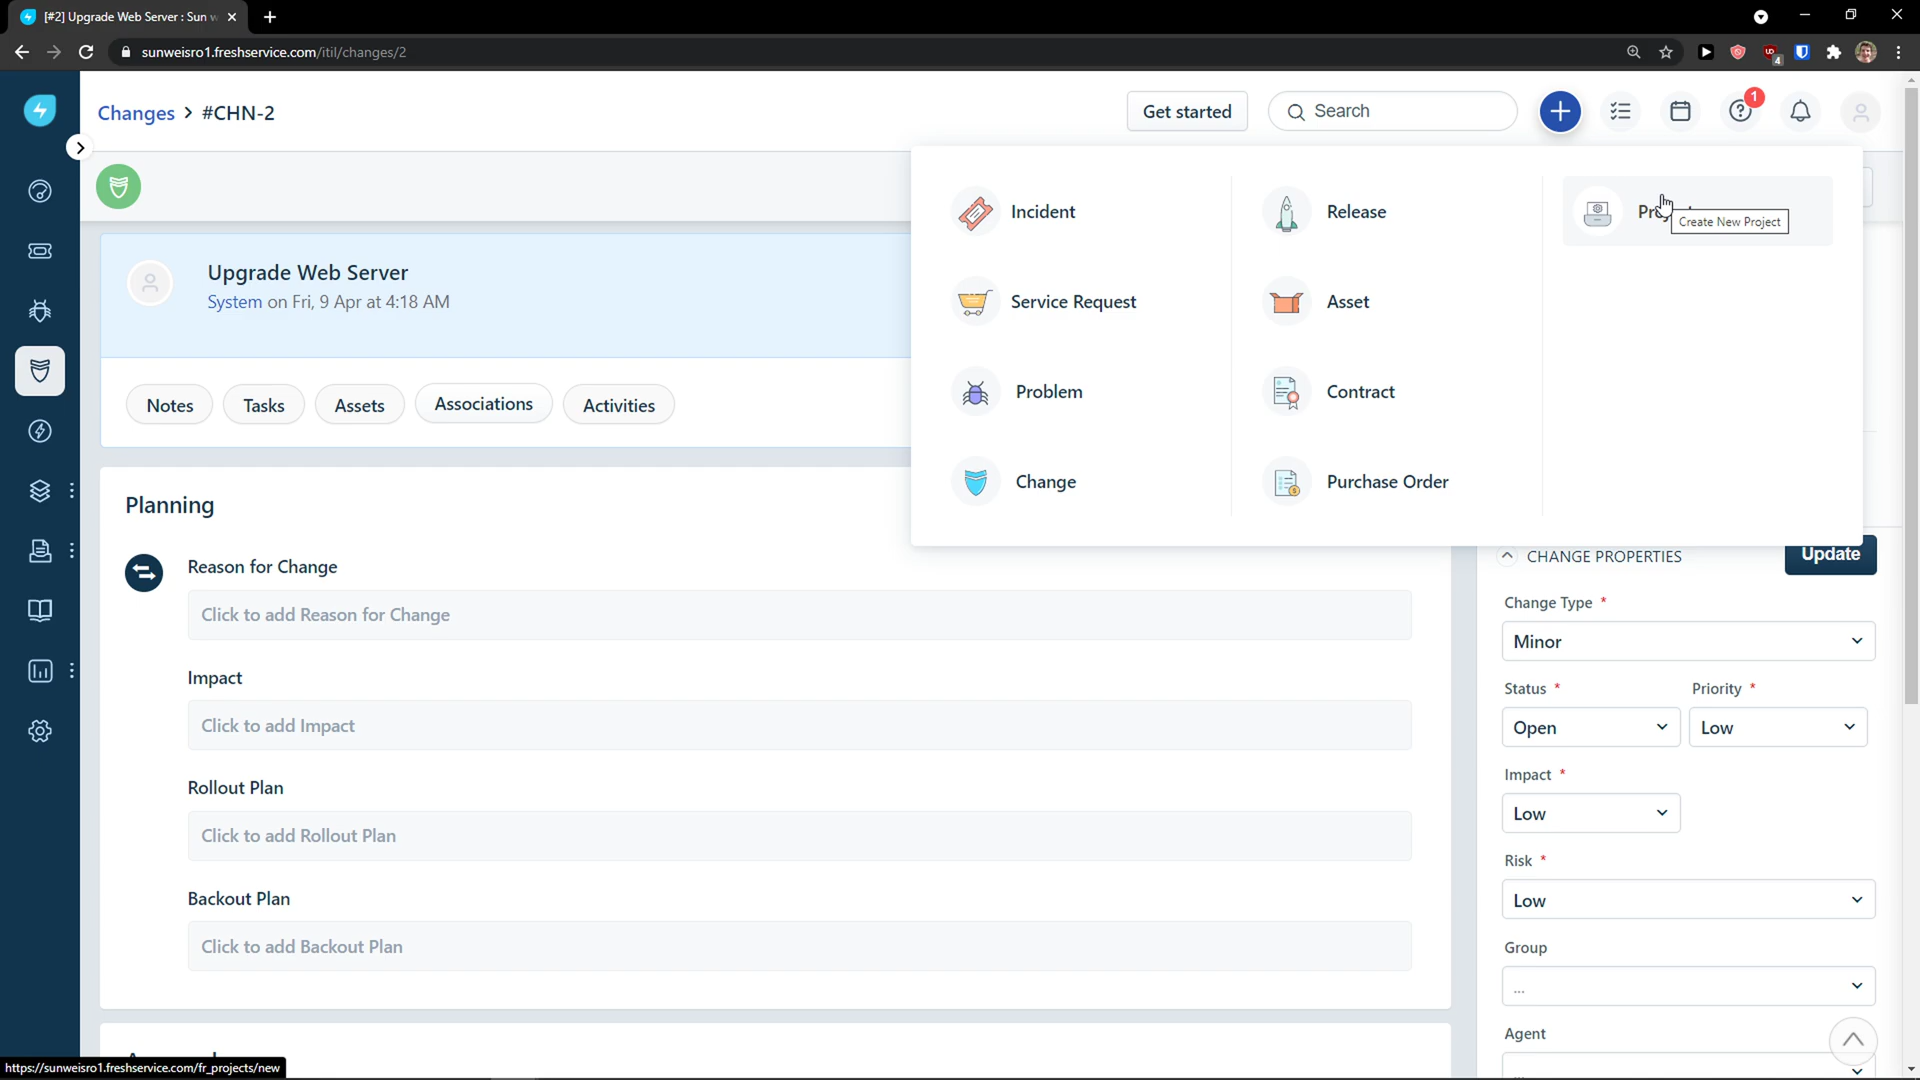 [#2] Upgrade Web Server : Sun
sunweisro1.freshservice.com/itil/changes/2
4
Changes > #CHN-2
Get started
Search
1
Incident
Release
Create New Project
Upgrade Web Server
System on Fri, 9 Apr at 4:18 AM
Service Request
Asset
Notes
Tasks
Assets
Associations
Activities
Problem
Contract
Change
Purchase Order
Planning
CHANGE PROPERTIES
Update
Reason for Change
Click to add Reason for Change
Change Type *
Minor
Impact
Click to add Impact
Status *
Priority *
Open
Low
Rollout Plan
Click to add Rollout Plan
Impact *
Low
Risk *
Low
Backout Plan
Click to add Backout Plan
Group
...
Agent
...
https://sunweisro1.freshservice.com/fr_projects/new